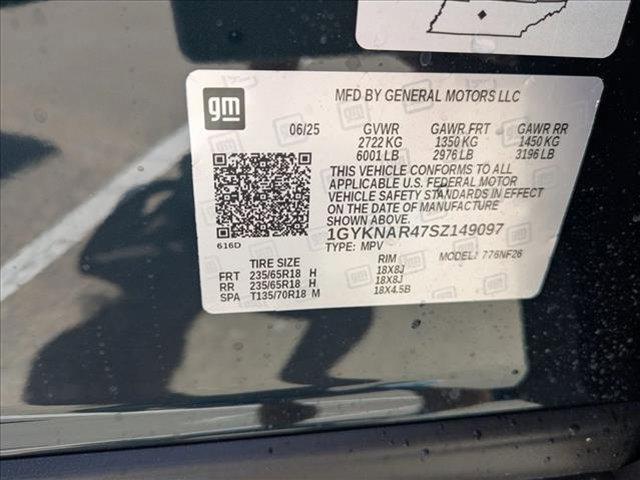 gm
MFD BY GENERAL MOTORS LLC
06/25 GVWR GAWR FRT GAWR RR
2722 KG 1350 KG 1450 KG
6001 LB 2976 LB 3196 LB
THIS VEHICLE CONFORMS TO ALL
APPLICABLE U.S. FEDERAL MOTOR
VEHICLE SAFETY STANDARDS IN EFFECT
ON THE DATE OF MANUFACTURE
SHOWN ABOVE.
616D
1GYKNAR47SZ149097
TYPE: MPV
MODEL: 776NF26
TIRE SIZE RIM
FRT 235/65R18 H 18X8J
RR 235/65R18 H 18X8J
SPA T135/70R18 M 18X4.5B